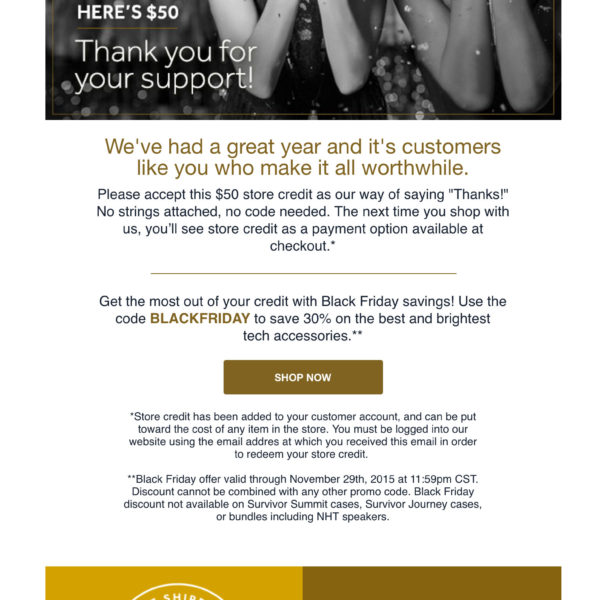 HERE'S $50
Thank you for
your support!
We've had a great year and it's customers
like you who make it all worthwhile.
Please accept this $50 store credit as our way of saying "Thanks!"
No strings attached, no code needed. The next time you shop with
us, you’ll see store credit as a payment option available at
checkout.*
Get the most out of your credit with Black Friday savings! Use the
code BLACKFRIDAY to save 30% on the best and brightest
tech accessories.**
SHOP NOW
*Store credit has been added to your customer account, and can be put
toward the cost of any item in the store. You must be logged into our
website using the email addres at which you received this email in order
to redeem your store credit.
**Black Friday offer valid through November 29th, 2015 at 11:59pm CST.
Discount cannot be combined with any other promo code. Black Friday
discount not available on Survivor Summit cases, Survivor Journey cases,
or bundles including NHT speakers.